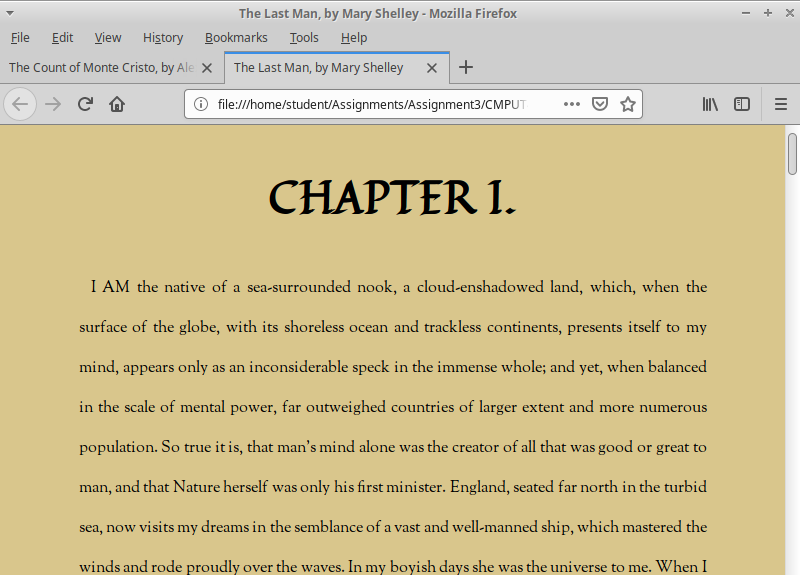 The Last Man, by Mary Shelley - Mozilla Firefox
File Edit View History Bookmarks Tools Help
The Count of Monte Cristo, by Ale The Last Man, by Mary Shelley
file:///home/student/Assignments/Assignment3/CMPUT
CHAPTER I.
I AM the native of a sea-surrounded nook, a cloud-enshadowed land, which, when the
surface of the globe, with its shoreless ocean and trackless continents, presents itself to my
mind, appears only as an inconsiderable speck in the immense whole; and yet, when balanced
in the scale of mental power, far outweighed countries of larger extent and more numerous
population. So true it is, that man’s mind alone was the creator of all that was good or great to
man, and that Nature herself was only his first minister. England, seated far north in the turbid
sea, now visits my dreams in the semblance of a vast and well-manned ship, which mastered the
winds and rode proudly over the waves. In my boyish days she was the universe to me. When I